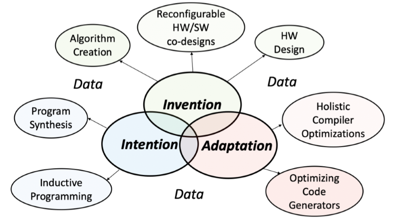 Reconfigurable
HW/SW
co-designs
Algorithm
Creation
HW
Design
Data
Data
Invention
Program
Synthesis
Holistic
Compiler
Optimizations
Intention
Adaptation
Inductive
Programming
Data
Optimizing
Code
Generators